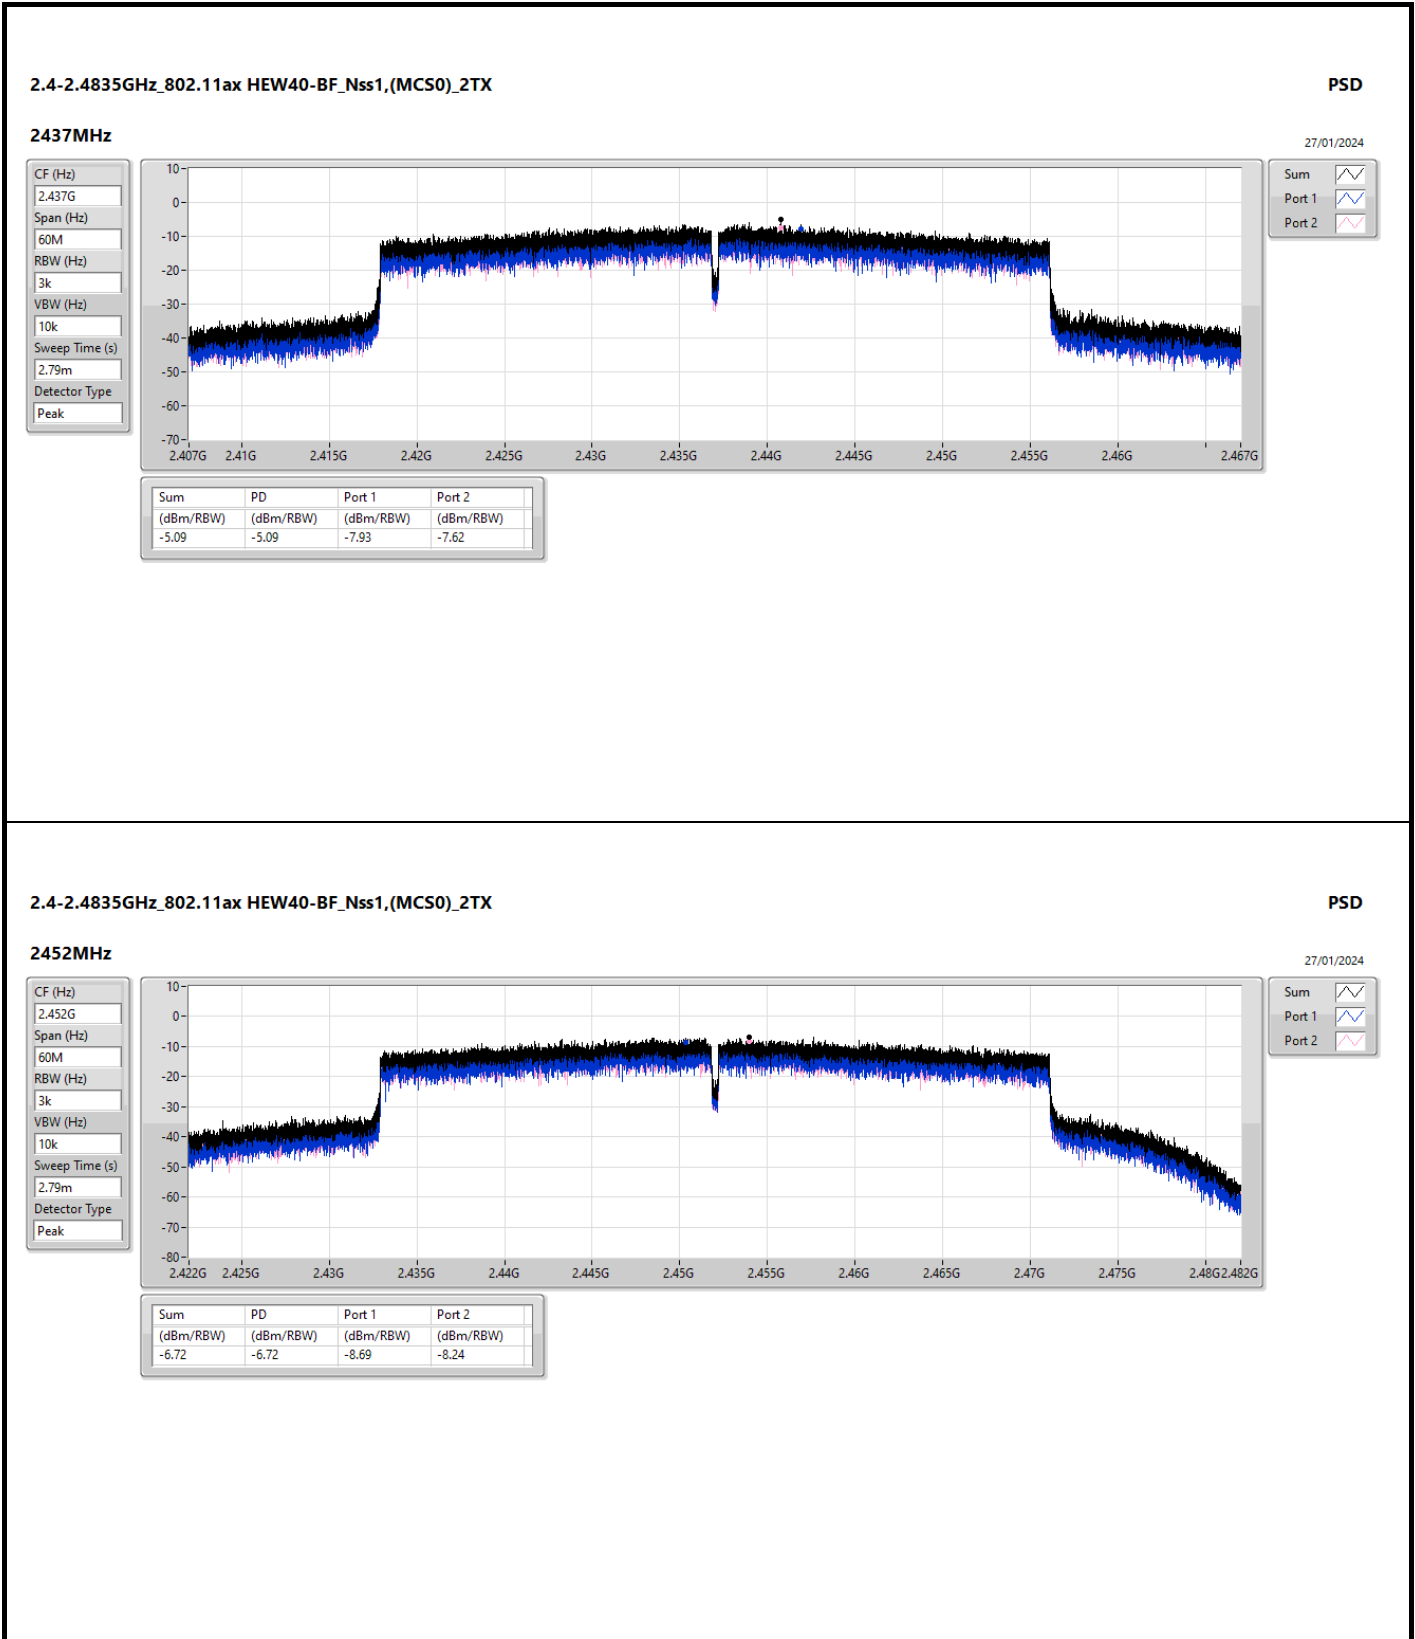 2.4-2.4835GHz_802.11ax HEW40-BF_Nss1,(MCS0)_2TX PSD
2437MHz
27/01/2024
CF (Hz)
2.437G
Span (Hz)
60M
RBW (Hz)
3k
VBW (Hz)
10k
Sweep Time (s)
2.79m
Detector Type
Peak
10
0
-10
-20
-30
-40
-50
-60
-70
2.407G 2.41G 2.415G 2.42G 2.425G 2.43G 2.435G 2.44G 2.445G 2.45G 2.455G 2.46G 2.467G
Sum
Port 1
Port 2
Sum PD Port 1 Port 2
(dBm/RBW) (dBm/RBW) (dBm/RBW) (dBm/RBW)
-5.09 -5.09 -7.93 -7.62
2.4-2.4835GHz_802.11ax HEW40-BF_Nss1,(MCS0)_2TX PSD
2452MHz
27/01/2024
CF (Hz)
2.452G
Span (Hz)
60M
RBW (Hz)
3k
VBW (Hz)
10k
Sweep Time (s)
2.79m
Detector Type
Peak
10
0
-10
-20
-30
-40
-50
-60
-70
-80
2.422G 2.425G 2.43G 2.435G 2.44G 2.445G 2.45G 2.455G 2.46G 2.465G 2.47G 2.475G 2.48G 2.482G
Sum
Port 1
Port 2
Sum PD Port 1 Port 2
(dBm/RBW) (dBm/RBW) (dBm/RBW) (dBm/RBW)
-6.72 -6.72 -8.69 -8.24